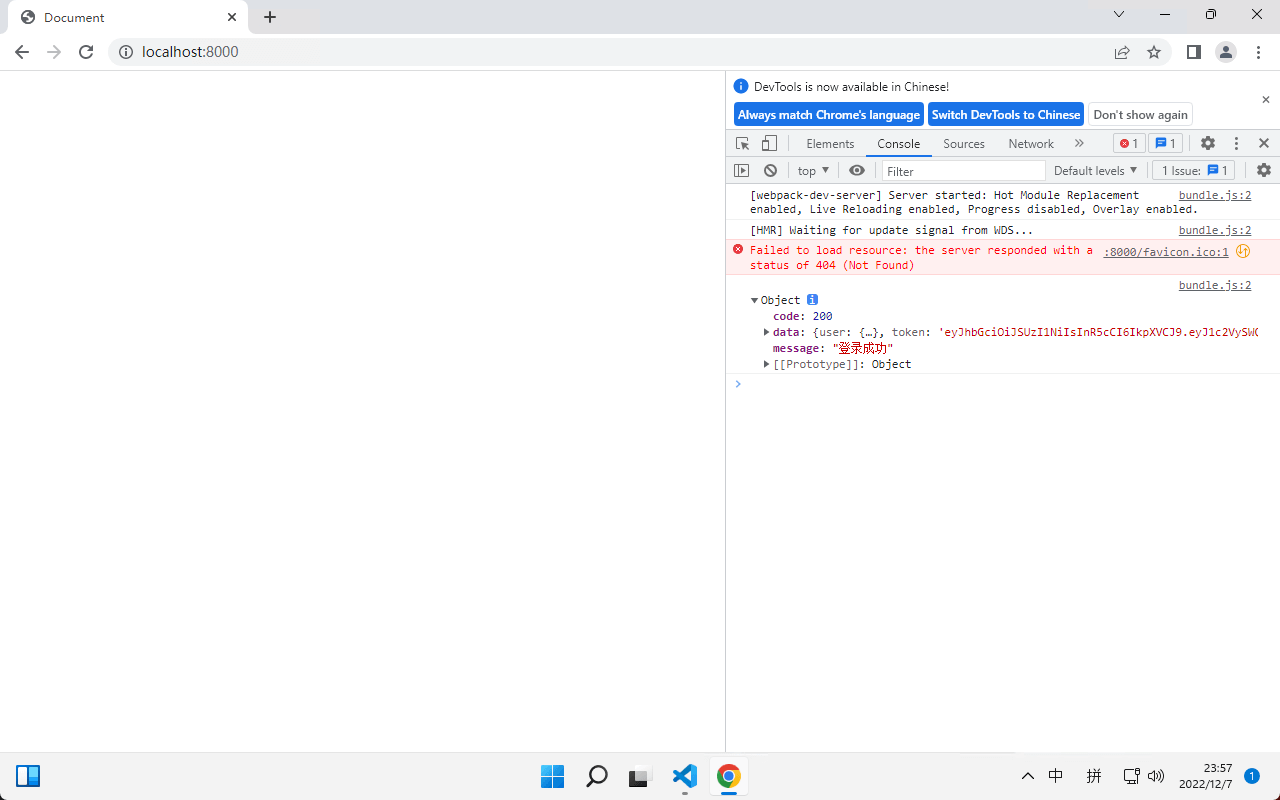 Document
localhost:8000
DevTools is now available in Chinese!
Always match Chrome's language
Switch DevTools to Chinese
Don't show again
Elements
Console
Sources
Network
1
1
top
Filter
Default levels
1 Issue:
1
[webpack-dev-server] Server started: Hot Module Replacement
bundle.js:2
enabled, Live Reloading enabled, Progress disabled, Overlay enabled.
[HMR] Waiting for update signal from WDS...
bundle.js:2
Failed to load resource: the server responded with a
:8000/favicon.ico:1
status of 404 (Not Found)
bundle.js:2
Object
code: 200
data: {user: {…}, token: 'eyJhbGciOiJSUzI1NiIsInR5cCI6IkpXVCJ9.eyJ1c2VySW
message: "登录成功"
[[Prototype]]: Object
中
拼
23:57
2022/12/7
1